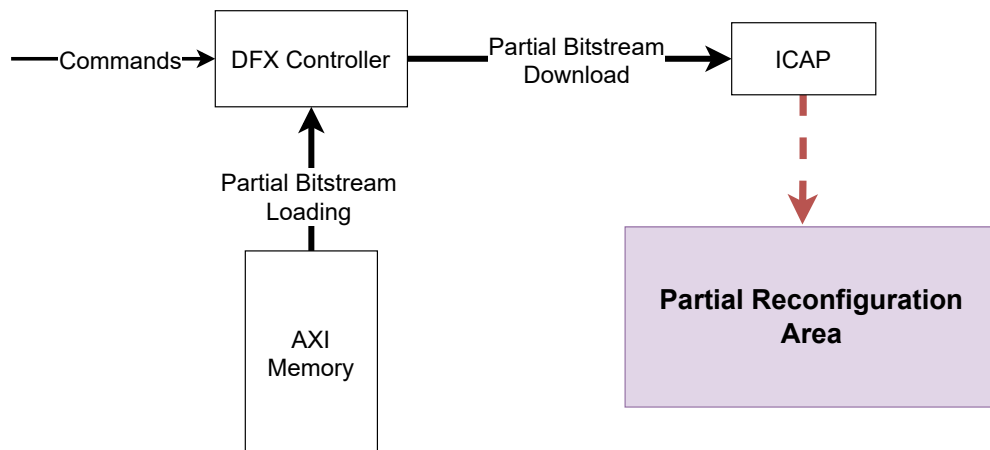 Commands
DFX Controller
Partial Bitstream
Download
ICAP
Partial Bitstream
Loading
AXI
Memory
Partial Reconfiguration
Area